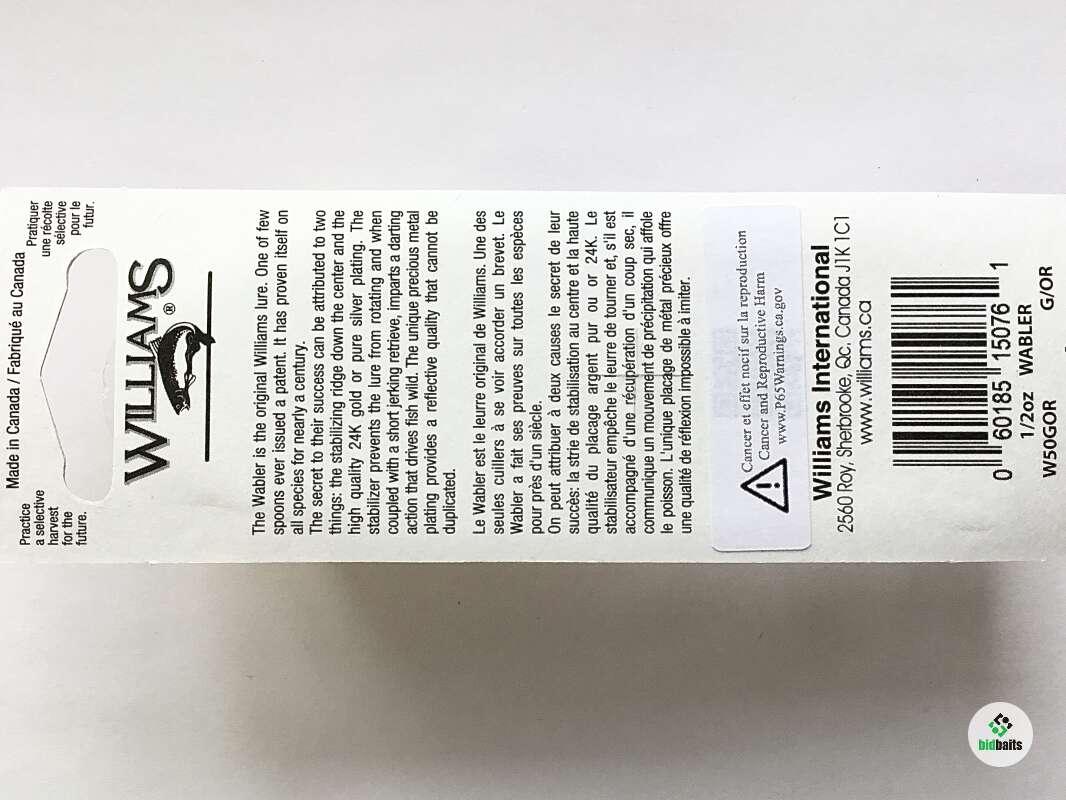 Made in Canada / Fabriqué au Canada
Practice
a selective
harvest
for the
future.
Pratiquer
une récolte
sélective
pour le
futur.
WILLIAMS®
The Wabler is the original Williams lure. One of few
spoons ever issued a patent. It has proven itself on
all species for nearly a century.
The secret to their success can be attributed to two
things: the stabilizing ridge down the center and the
high quality 24K gold or pure silver plating. The
stabilizer prevents the lure from rotating and when
coupled with a short jerking retrieve, imparts a darting
action that drives fish wild. The unique precious metal
plating provides a reflective quality that cannot be
duplicated.
Le Wabler est le leurre original de Williams. Une des
seules cuillers à se voir accorder un brevet. Le
Wabler a fait ses preuves sur toutes les espèces
pour près d'un siècle.
On peut attribuer à deux causes le secret de leur
succès: la strie de stabilisation au centre et la haute
qualité du placage argent pur ou or 24K. Le
stabilisateur empêche le leurre de tourner et, s'il est
accompagné d'une récupération d'un coup sec, il
communique un mouvement de précipitation qui affole
le poisson. L'unique placage de métal précieux offre
une qualité de réflexion impossible à imiter.
Cancer et effet nocif sur la reproduction
Cancer and Reproductive Harm
www.P65Warnings.ca.gov
Williams International
2560 Roy, Sherbrooke, Qc. Canada J1K 1C1
www.williams.ca
0 60185 15076 1
1/2oz WABLER
W50GOR G/OR
bidbaits